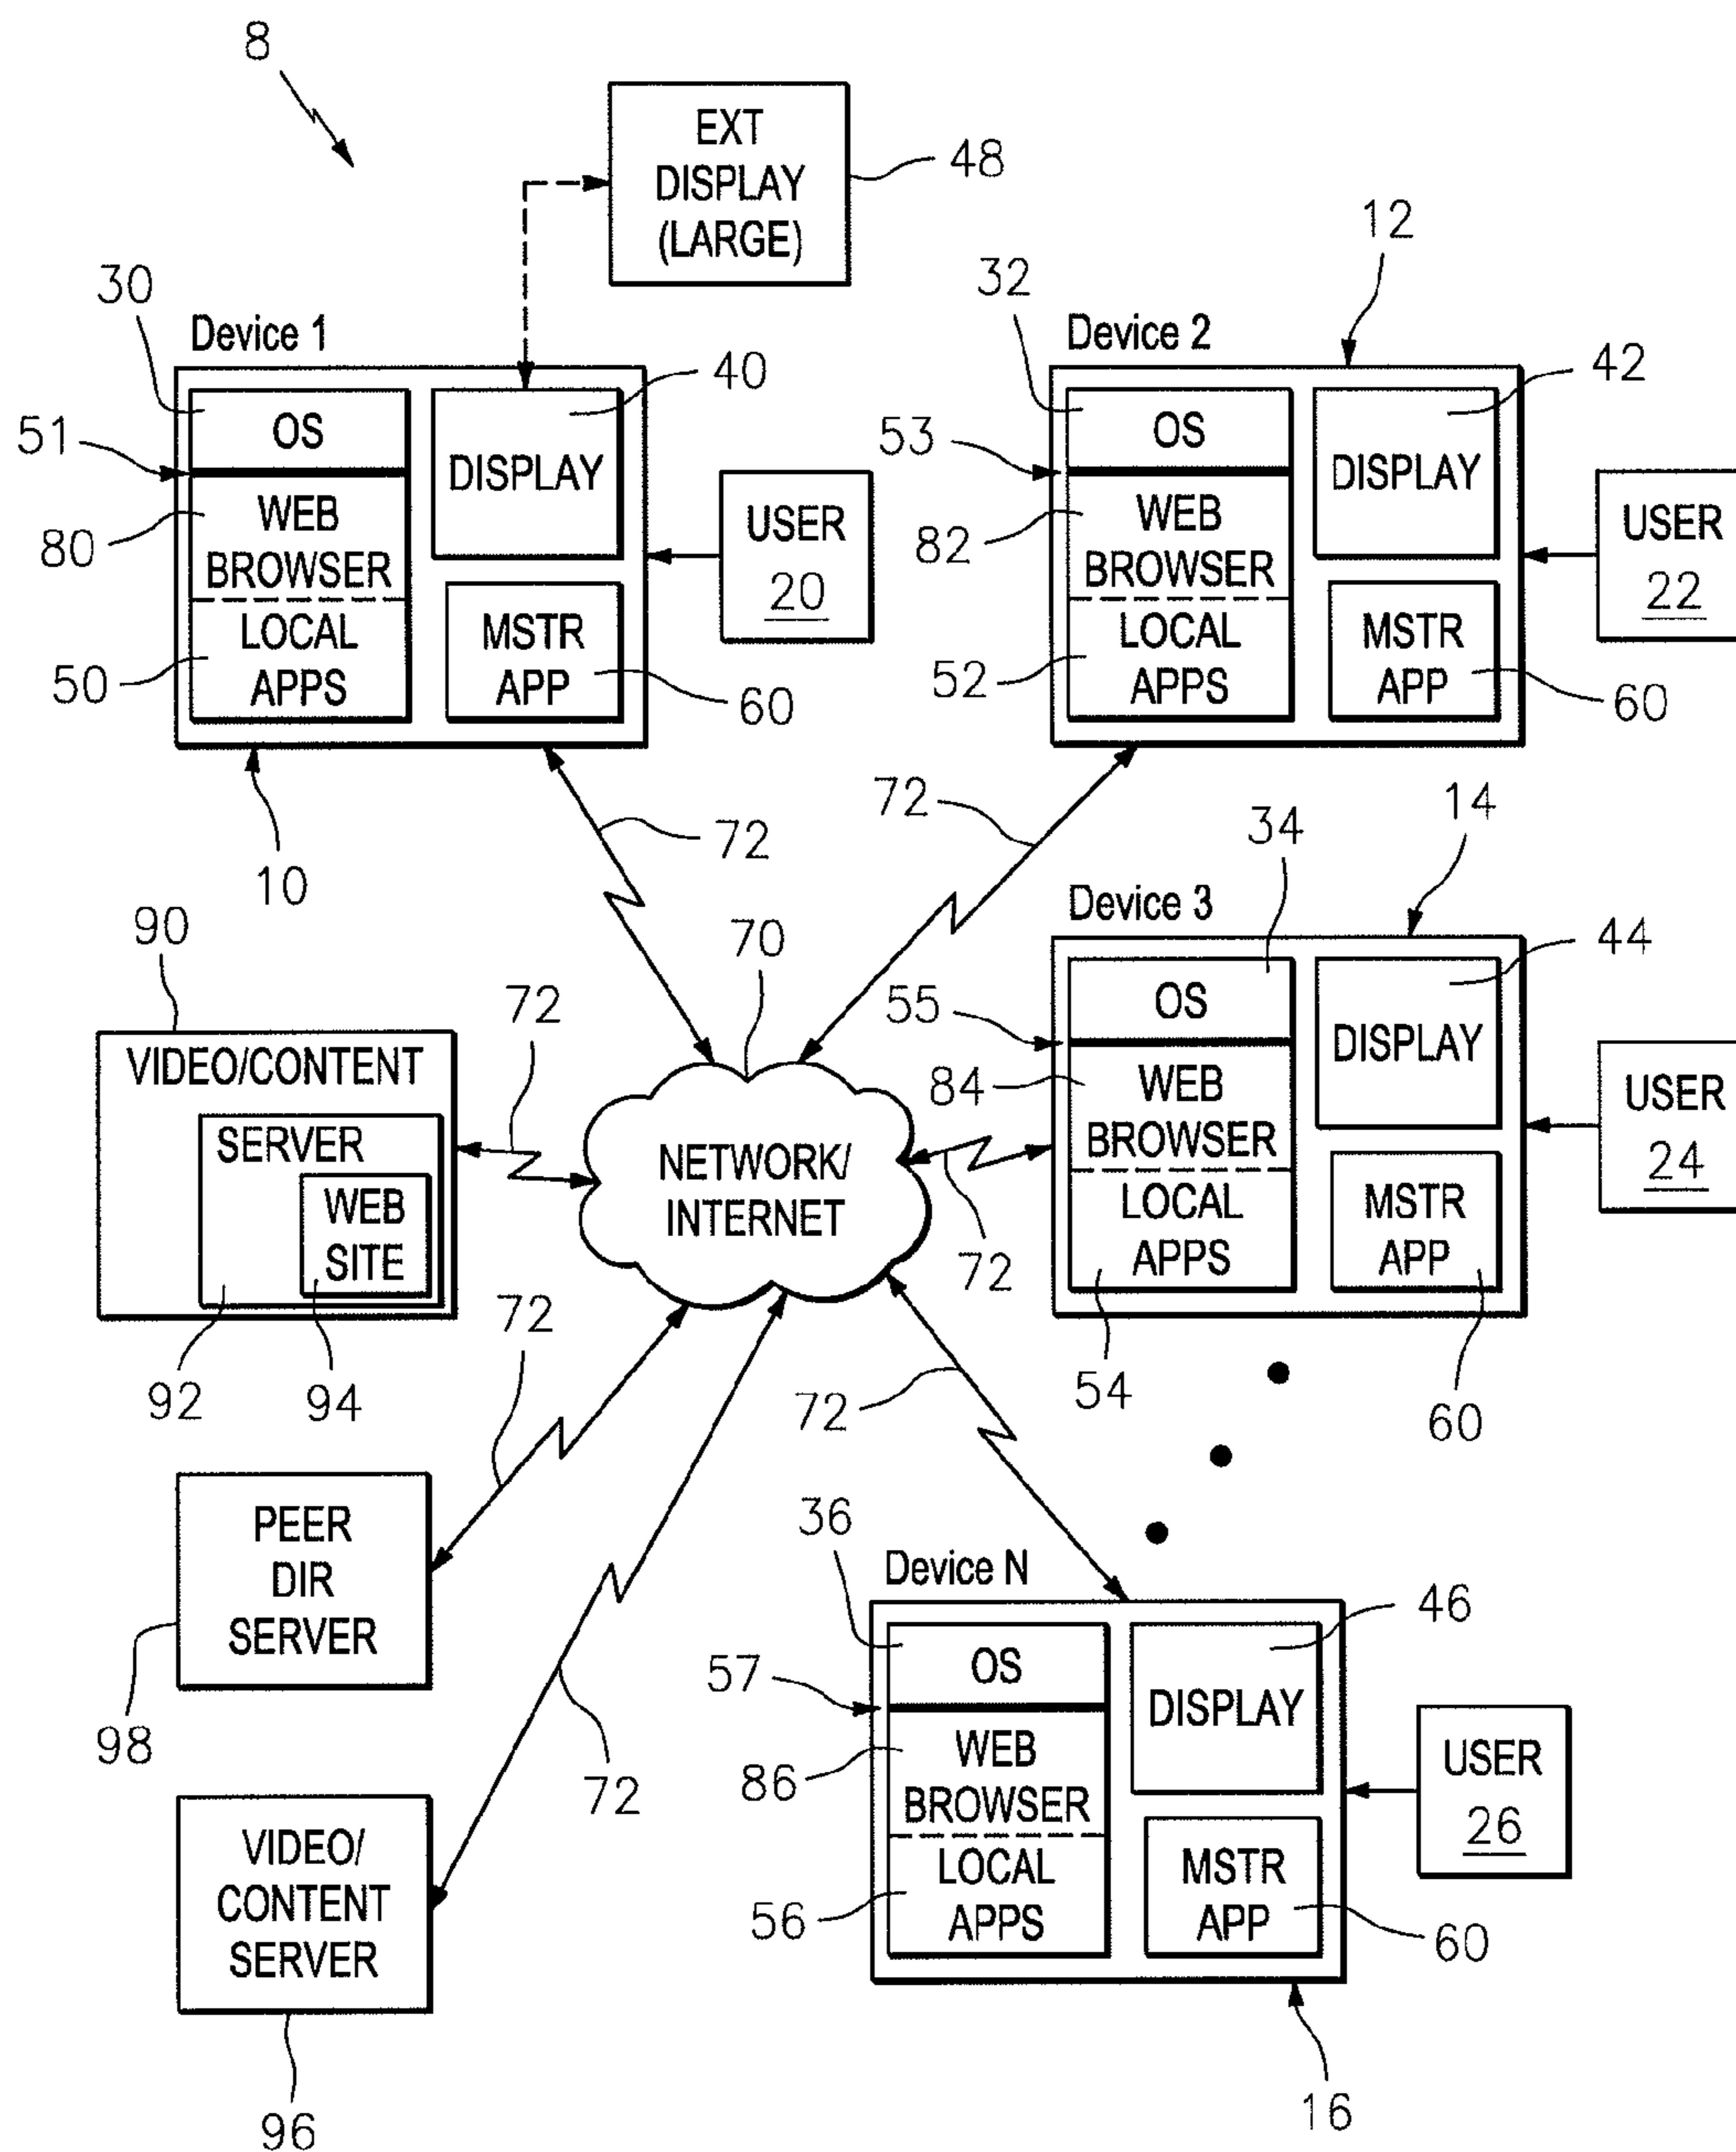 8
EXT
DISPLAY
(LARGE)
48
12
30
Device 1
40
OS
51
DISPLAY
WEB
BROWSER
80
LOCAL
APPS
50
MSTR
APP
60
USER
20
10
72
32
Device 2
42
OS
53
DISPLAY
WEB
BROWSER
82
LOCAL
APPS
52
MSTR
APP
60
USER
22
72
14
34
Device 3
44
OS
55
DISPLAY
WEB
BROWSER
84
LOCAL
APPS
54
MSTR
APP
60
USER
24
72
90
VIDEO/CONTENT
SERVER
WEB
SITE
92
94
72
70
NETWORK/
INTERNET
72
PEER
DIR
SERVER
98
72
VIDEO/
CONTENT
SERVER
96
72
36
Device N
46
OS
57
DISPLAY
WEB
BROWSER
86
LOCAL
APPS
56
MSTR
APP
60
USER
26
16